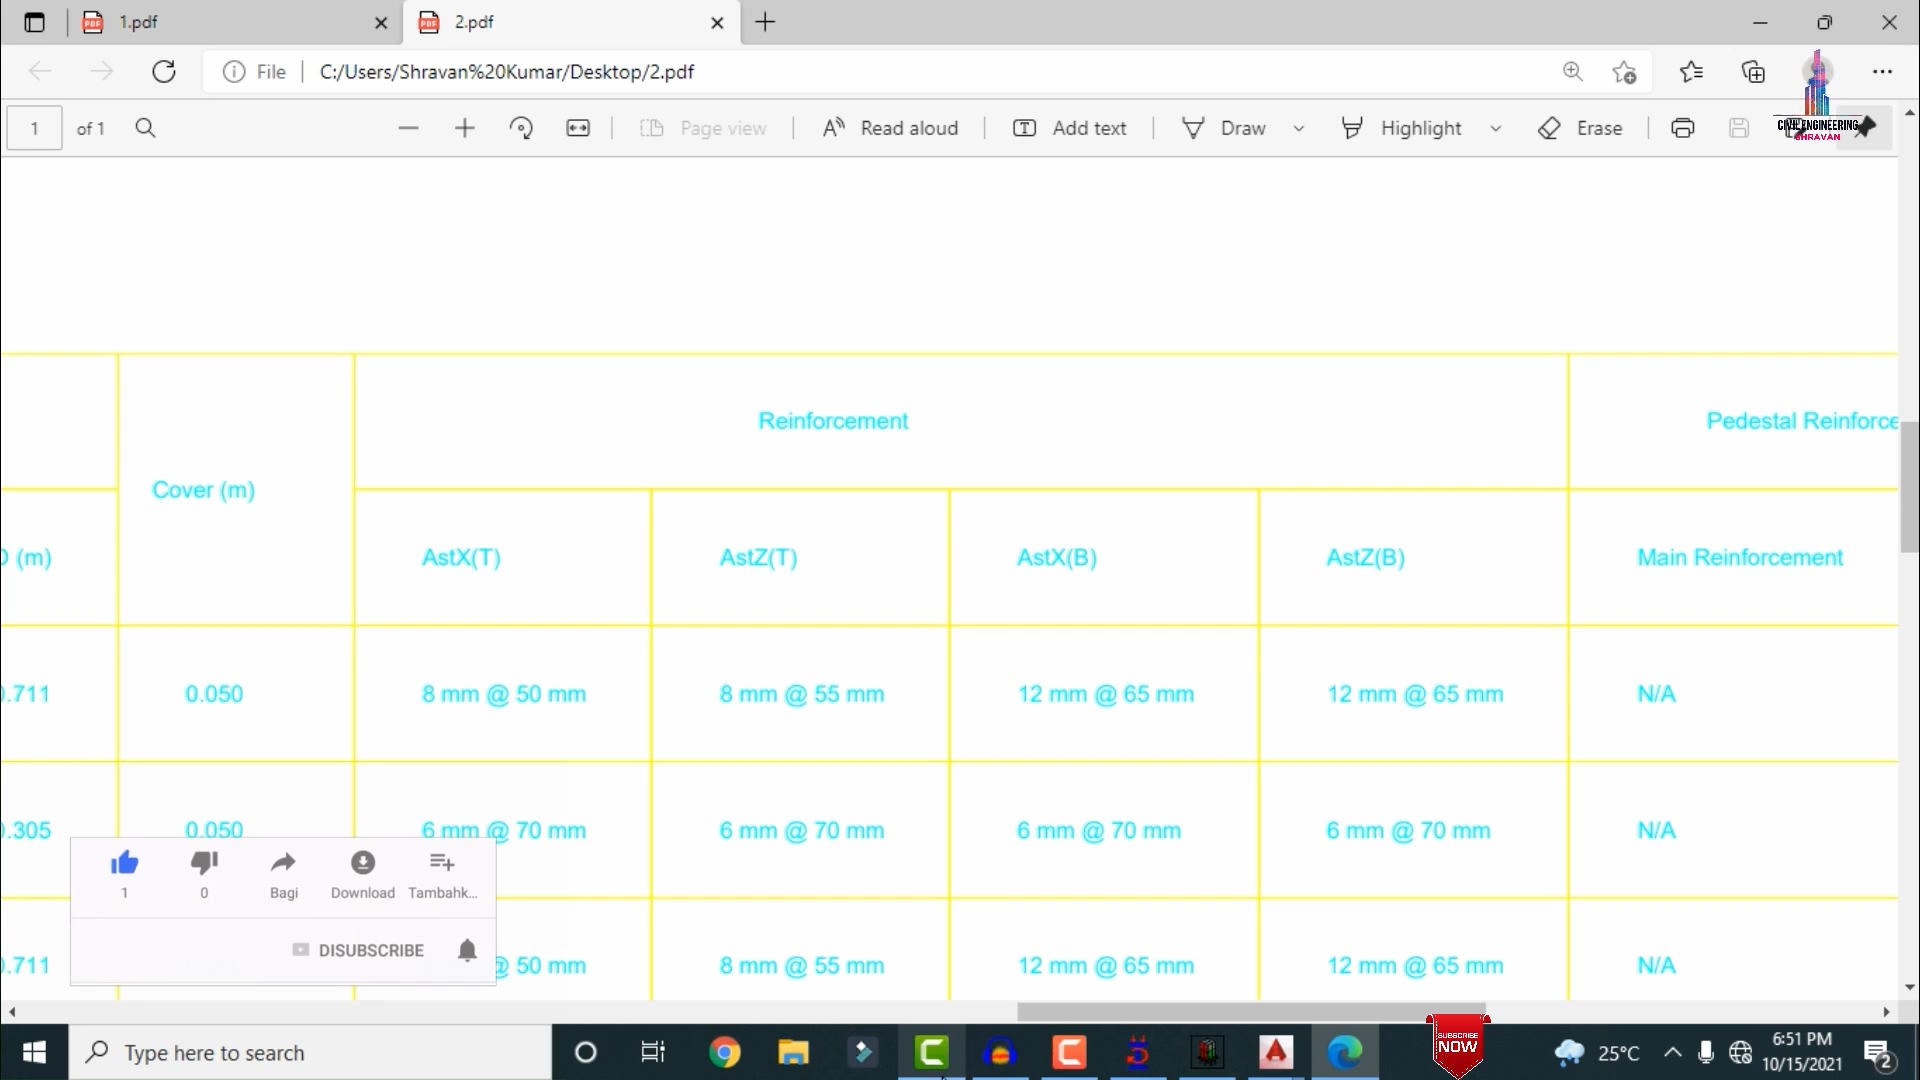 1.pdf
2.pdf
File
C:/Users/Shravan%20Kumar/Desktop/2.pdf
1 of 1
Page view
Read aloud
Add text
Draw
Highlight
Erase
CIVIL ENGINEERING
SHRAVAN
Reinforcement
Pedestal Reinforce
Cover (m)
(m)
AstX(T)
AstZ(T)
AstX(B)
AstZ(B)
Main Reinforcement
.711
0.050
8 mm @ 50 mm
8 mm @ 55 mm
12 mm @ 65 mm
12 mm @ 65 mm
N/A
.305
0.050
6 mm @ 70 mm
6 mm @ 70 mm
6 mm @ 70 mm
6 mm @ 70 mm
N/A
.711
@ 50 mm
8 mm @ 55 mm
12 mm @ 65 mm
12 mm @ 65 mm
N/A
1
0
Bagi
Download
Tambahk...
DISUBSCRIBE
Type here to search
SUBSCRIBE
NOW
25°C
6:51 PM
10/15/2021
2